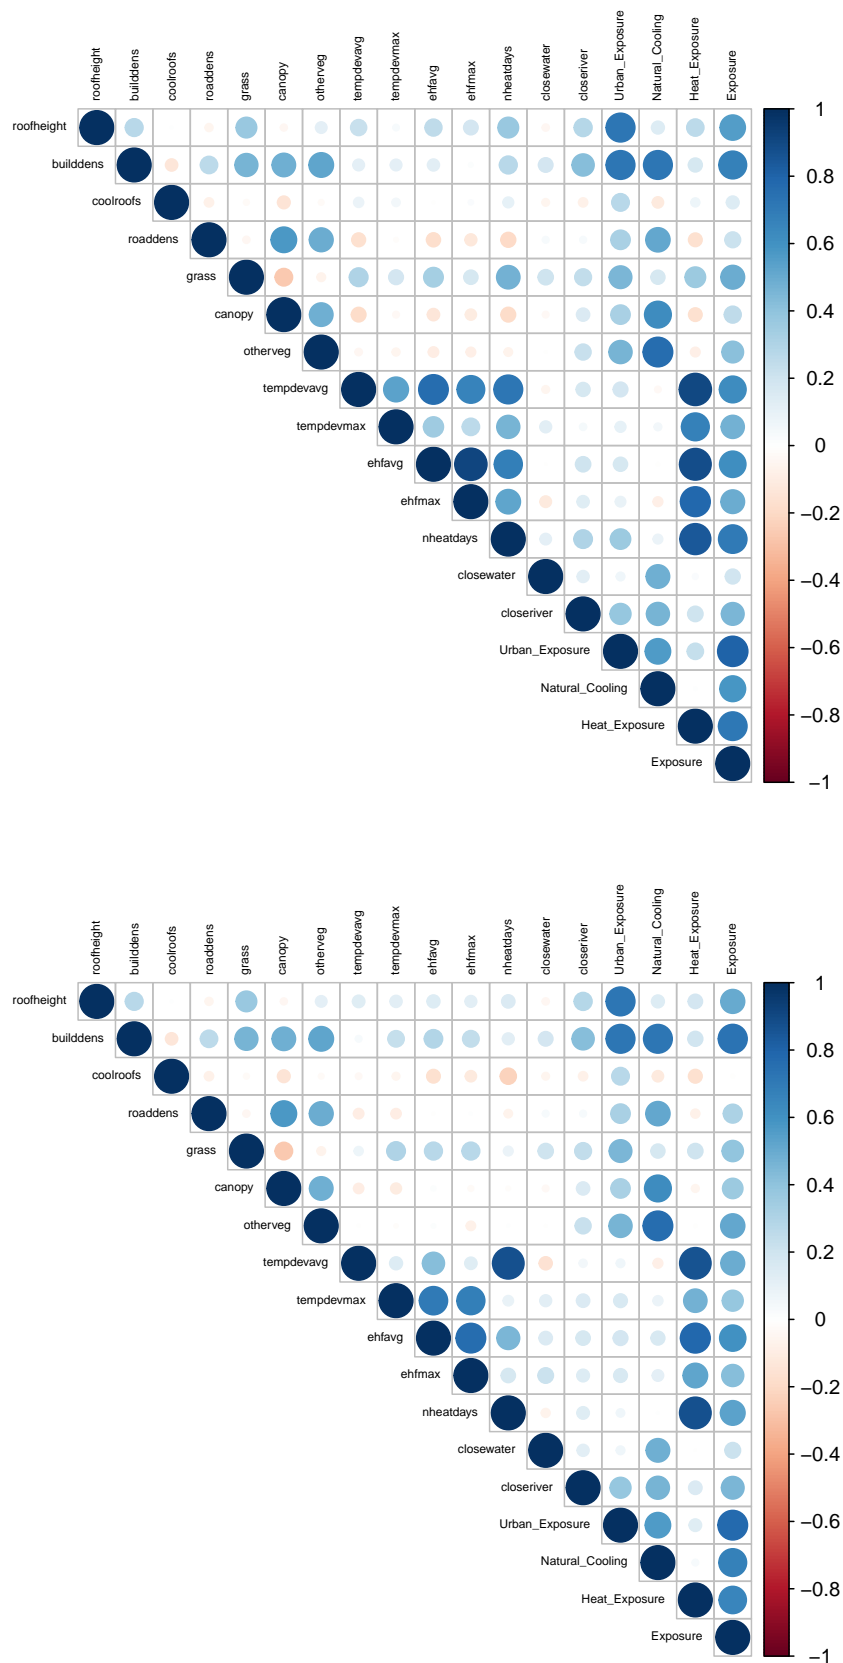 roofheight
builddens
coolroofs
roaddens
grass
canopy
otherveg
tempdevavg
tempdevmax
ehfavg
ehfmax
nheatdays
closewater
closeriver
Urban_Exposure
Natural_Cooling
Heat_Exposure
Exposure
roofheight
builddens
coolroofs
roaddens
grass
canopy
otherveg
tempdevavg
tempdevmax
ehfavg
ehfmax
nheatdays
closewater
closeriver
Urban_Exposure
Natural_Cooling
Heat_Exposure
Exposure
1
0.8
0.6
0.4
0.2
0
−0.2
−0.4
−0.6
−0.8
−1
roofheight
builddens
coolroofs
roaddens
grass
canopy
otherveg
tempdevavg
tempdevmax
ehfavg
ehfmax
nheatdays
closewater
closeriver
Urban_Exposure
Natural_Cooling
Heat_Exposure
Exposure
roofheight
builddens
coolroofs
roaddens
grass
canopy
otherveg
tempdevavg
tempdevmax
ehfavg
ehfmax
nheatdays
closewater
closeriver
Urban_Exposure
Natural_Cooling
Heat_Exposure
Exposure
1
0.8
0.6
0.4
0.2
0
−0.2
−0.4
−0.6
−0.8
−1